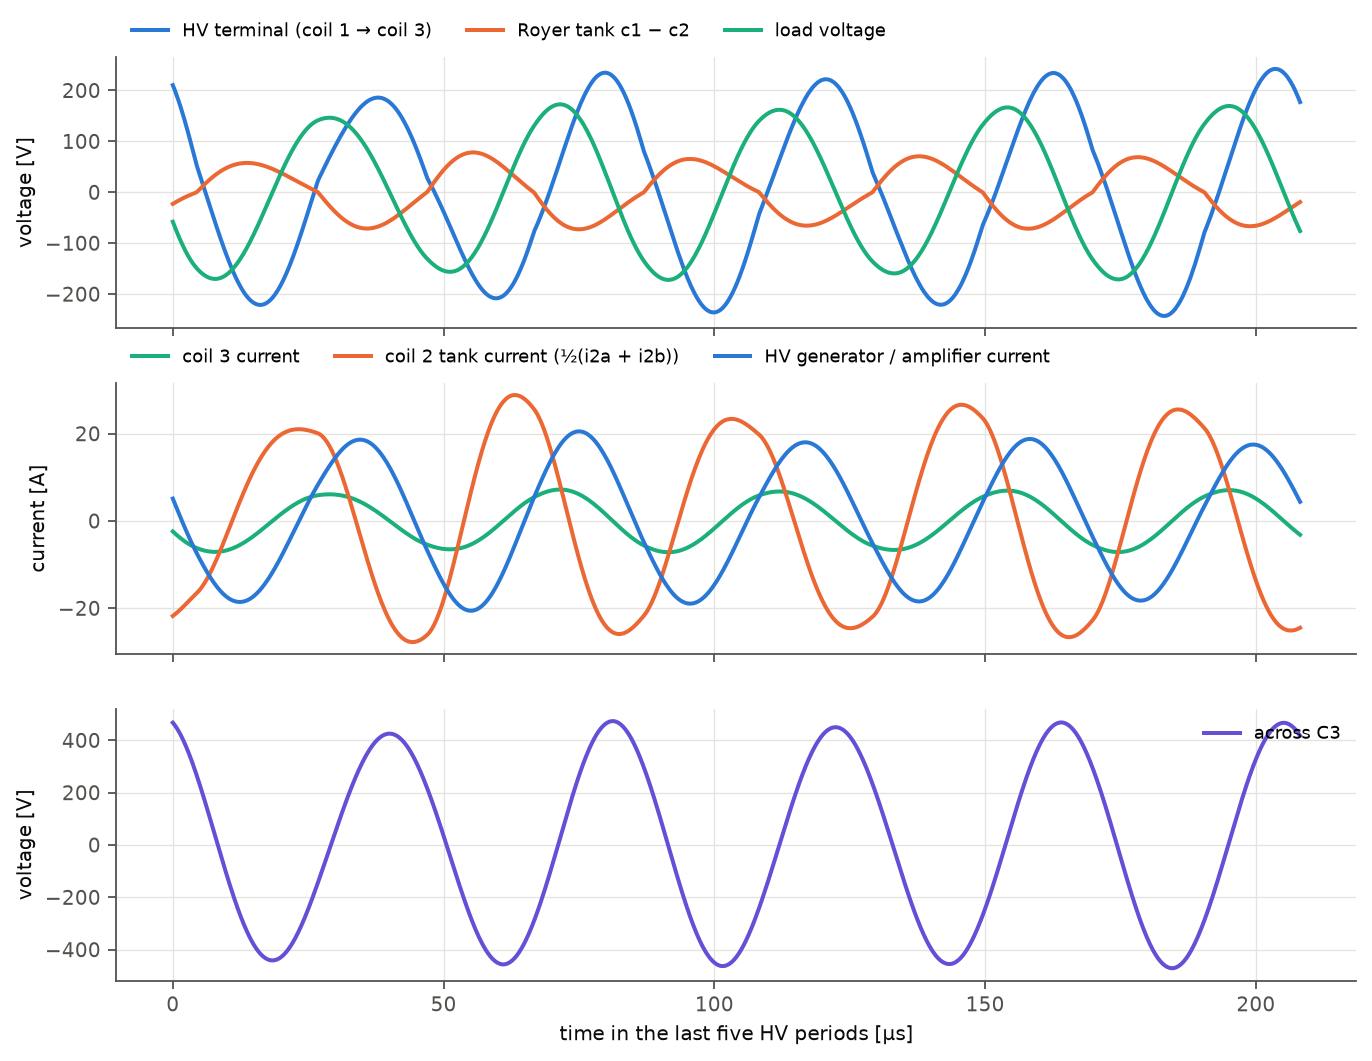 HV terminal (coil 1 → coil 3) Royer tank c1 − c2 load voltage
voltage [V]
200
100
0
−100
−200
coil 3 current coil 2 tank current (½(i2a + i2b)) HV generator / amplifier current
current [A]
20
0
−20
across C3
voltage [V]
400
200
0
−200
−400
0 50 100 150 200
time in the last five HV periods [µs]